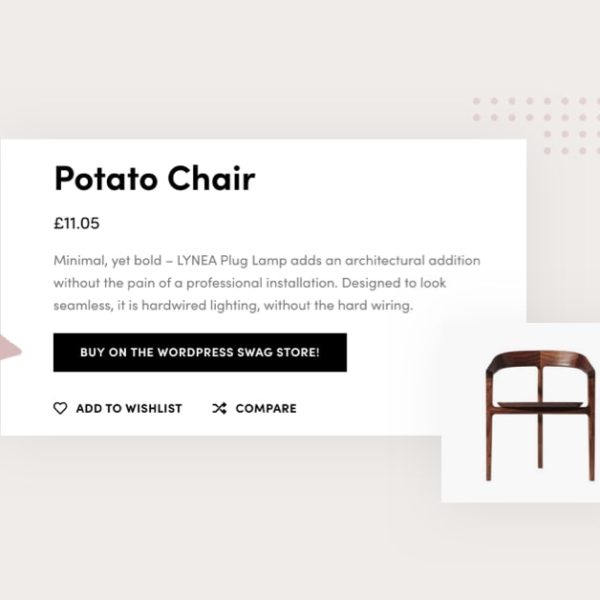 Potato Chair
£11.05
Minimal, yet bold – LYNEA Plug Lamp adds an architectural addition
without the pain of a professional installation. Designed to look
seamless, it is hardwired lighting, without the hard wiring.
BUY ON THE WORDPRESS SWAG STORE!
ADD TO WISHLIST COMPARE